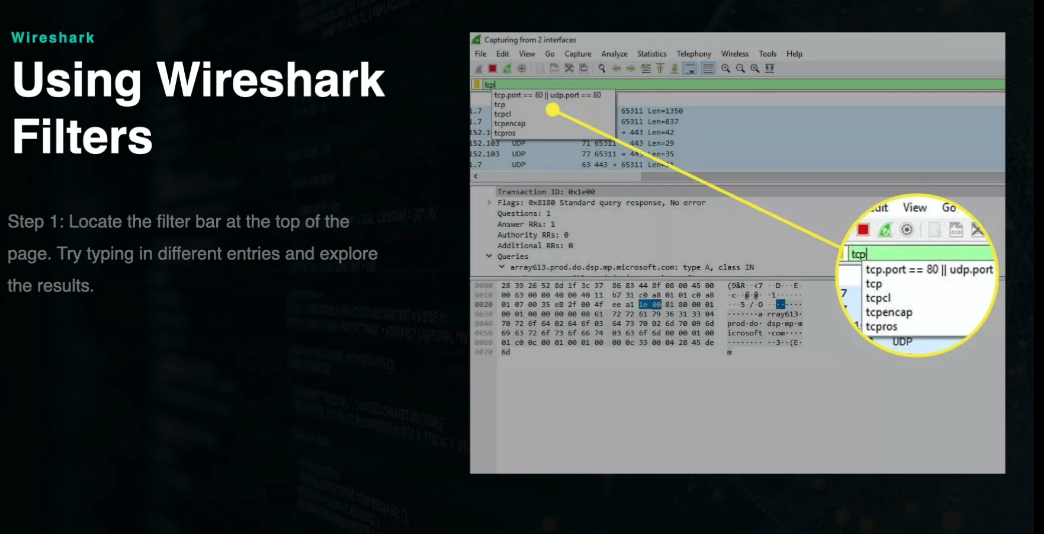 Wireshark
Using Wireshark
Filters
Step 1: Locate the filter bar at the top of the
page. Try typing in different entries and explore
the results.
Capturing from 2 interfaces
File Edit View Go Capture Analyze Statistics Telephony Wireless Tools Help
tcp
tcp.port == 80 || udp.port == 80
tcp
tcpcl
tcpencap
tcpros
1.7 65311 Len=1350
1.7 65311 Len=837
152.1 → 443 Len=42
152.103 UDP 71 65311 → 443 Len=29
152.103 UDP 77 65311 → 443 Len=35
1.7 UDP 63 443 → 65311
Transaction ID: 0x1e00
Flags: 0x8180 Standard query response, No error
Questions: 1
Answer RRs: 1
Authority RRs: 0
Additional RRs: 0
Queries
array613.prod.do.dsp.mp.microsoft.com: type A, class IN
0000 28 39 26 52 8d 1f 3c 37 86 83 44 8f 08 00 45 00 (9&R··<7 ··D···E·
0010 00 63 00 00 40 00 40 11 b7 31 c0 a8 01 01 c0 a8 ·c··@·@· ·1······
0020 01 07 00 35 e8 2f 00 4f ee a1 1e 00 81 80 00 01
0030 00 01 00 00 00 00 08 61 72 72 61 79 36 31 33 04 ·······a rray613·
0040 70 72 6f 64 02 64 6f 03 64 73 70 02 6d 70 09 6d prod·do· dsp·mp·m
0050 69 63 72 6f 73 6f 66 74 03 63 6f 6d 00 00 01 00 icrosoft ·com····
0060 01 c0 0c 00 01 00 01 00 00 0c 33 00 04 28 45 de ········ ··3··(E·
0070 6d m
View Go
tcp
tcp.port == 80 || udp.port
tcp
tcpcl
tcpencap
tcpros
UDP